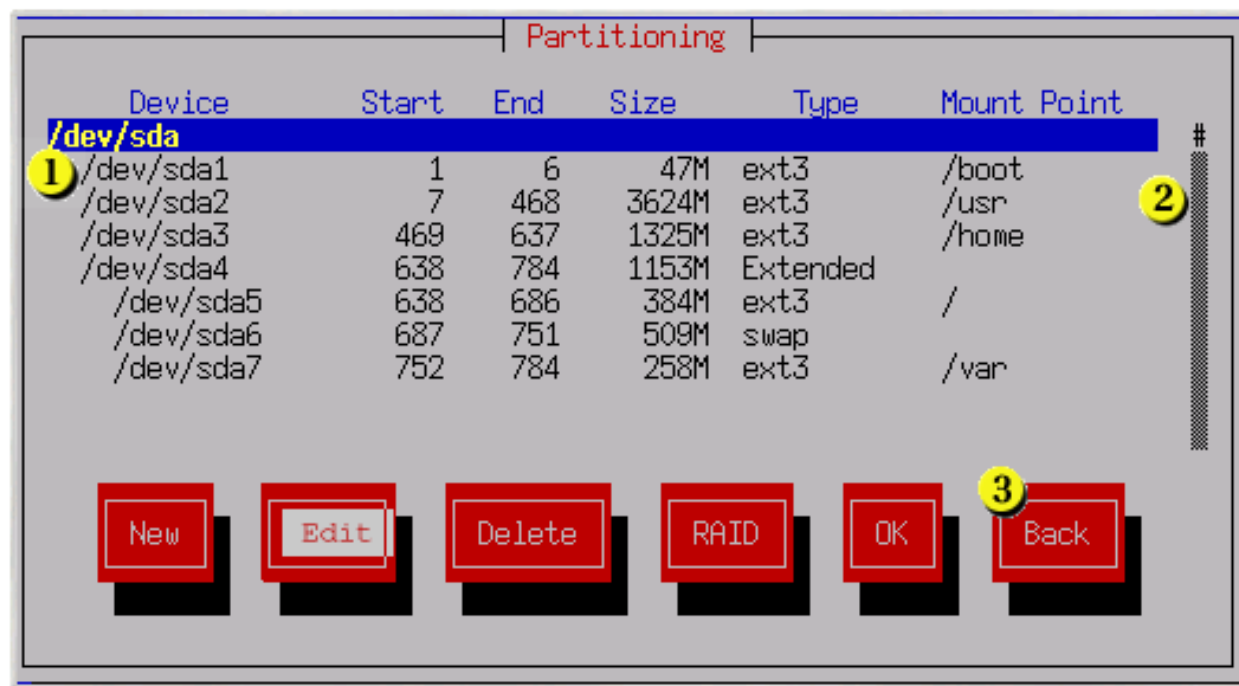 Partitioning
Device Start End Size Type Mount Point
/dev/sda #
1 /dev/sda1 1 6 47M ext3 /boot
/dev/sda2 7 468 3624M ext3 /usr 2
/dev/sda3 469 637 1325M ext3 /home
/dev/sda4 638 784 1153M Extended
/dev/sda5 638 686 384M ext3 /
/dev/sda6 687 751 509M swap
/dev/sda7 752 784 258M ext3 /var
3
New Edit Delete RAID OK Back